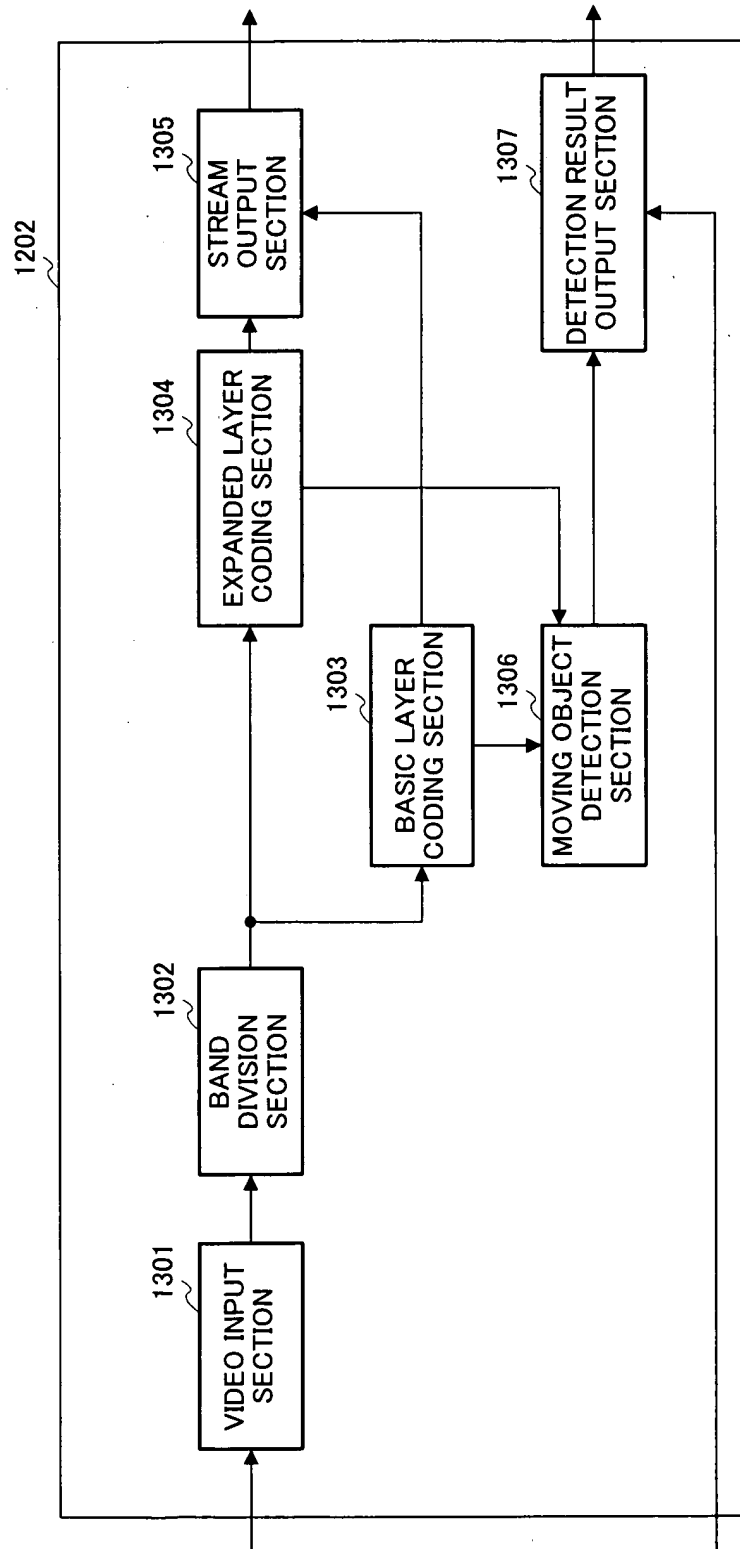 1202
1301
VIDEO INPUT
SECTION
1302
BAND
DIVISION
SECTION
1304
EXPANDED LAYER
CODING SECTION
1305
STREAM
OUTPUT
SECTION
1303
BASIC LAYER
CODING SECTION
1306
MOVING OBJECT
DETECTION
SECTION
1307
DETECTION RESULT
OUTPUT SECTION